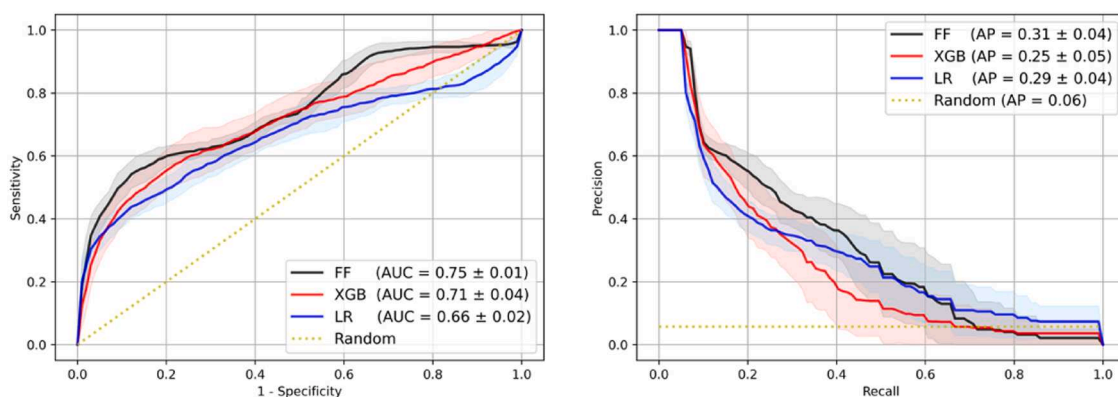 Sensitivity
1.0
0.8
0.6
0.4
0.2
0.0
FF (AUC = 0.75 ± 0.01)
XGB (AUC = 0.71 ± 0.04)
LR (AUC = 0.66 ± 0.02)
Random
0.0 0.2 0.4 0.6 0.8 1.0
1 - Specificity
Precision
1.0
0.8
0.6
0.4
0.2
0.0
FF (AP = 0.31 ± 0.04)
XGB (AP = 0.25 ± 0.05)
LR (AP = 0.29 ± 0.04)
Random (AP = 0.06)
0.0 0.2 0.4 0.6 0.8 1.0
Recall